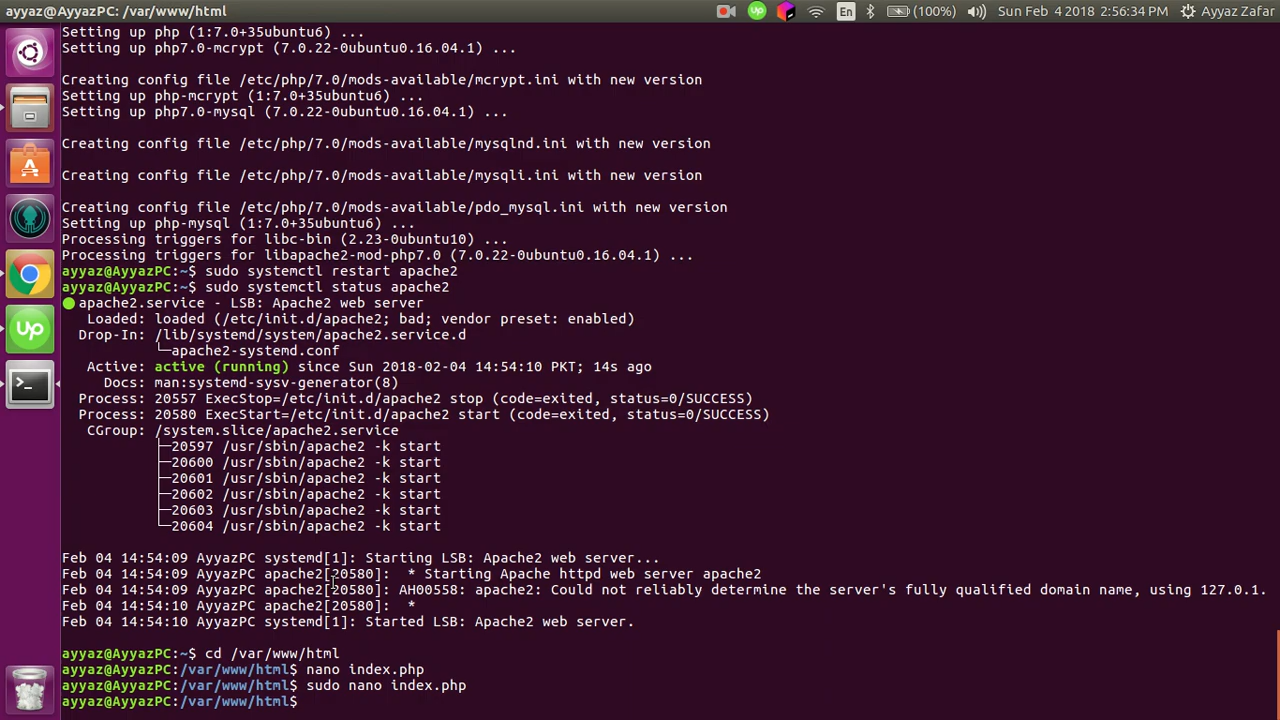 ayyaz@AyyazPC: /var/www/html En (100%) Sun Feb 4 2018 2:56:34 PM Ayyaz Zafar
Setting up php (1:7.0+35ubuntu6) ...
Setting up php7.0-mcrypt (7.0.22-0ubuntu0.16.04.1) ...
Creating config file /etc/php/7.0/mods-available/mcrypt.ini with new version
Setting up php-mcrypt (1:7.0+35ubuntu6) ...
Setting up php7.0-mysql (7.0.22-0ubuntu0.16.04.1) ...
Creating config file /etc/php/7.0/mods-available/mysqlnd.ini with new version
Creating config file /etc/php/7.0/mods-available/mysqli.ini with new version
Creating config file /etc/php/7.0/mods-available/pdo_mysql.ini with new version
Setting up php-mysql (1:7.0+35ubuntu6) ...
Processing triggers for libc-bin (2.23-0ubuntu10) ...
Processing triggers for libapache2-mod-php7.0 (7.0.22-0ubuntu0.16.04.1) ...
ayyaz@AyyazPC:~$ sudo systemctl restart apache2
ayyaz@AyyazPC:~$ sudo systemctl status apache2
● apache2.service - LSB: Apache2 web server
Loaded: loaded (/etc/init.d/apache2; bad; vendor preset: enabled)
Drop-In: /lib/systemd/system/apache2.service.d
└─apache2-systemd.conf
Active: active (running) since Sun 2018-02-04 14:54:10 PKT; 14s ago
Docs: man:systemd-sysv-generator(8)
Process: 20557 ExecStop=/etc/init.d/apache2 stop (code=exited, status=0/SUCCESS)
Process: 20580 ExecStart=/etc/init.d/apache2 start (code=exited, status=0/SUCCESS)
CGroup: /system.slice/apache2.service
├─20597 /usr/sbin/apache2 -k start
├─20600 /usr/sbin/apache2 -k start
├─20601 /usr/sbin/apache2 -k start
├─20602 /usr/sbin/apache2 -k start
├─20603 /usr/sbin/apache2 -k start
└─20604 /usr/sbin/apache2 -k start
Feb 04 14:54:09 AyyazPC systemd[1]: Starting LSB: Apache2 web server...
Feb 04 14:54:09 AyyazPC apache2[20580]:  * Starting Apache httpd web server apache2
Feb 04 14:54:09 AyyazPC apache2[20580]: AH00558: apache2: Could not reliably determine the server's fully qualified domain name, using 127.0.1.
Feb 04 14:54:10 AyyazPC apache2[20580]:  *
Feb 04 14:54:10 AyyazPC systemd[1]: Started LSB: Apache2 web server.
ayyaz@AyyazPC:~$ cd /var/www/html
ayyaz@AyyazPC:/var/www/html$ nano index.php
ayyaz@AyyazPC:/var/www/html$ sudo nano index.php
ayyaz@AyyazPC:/var/www/html$